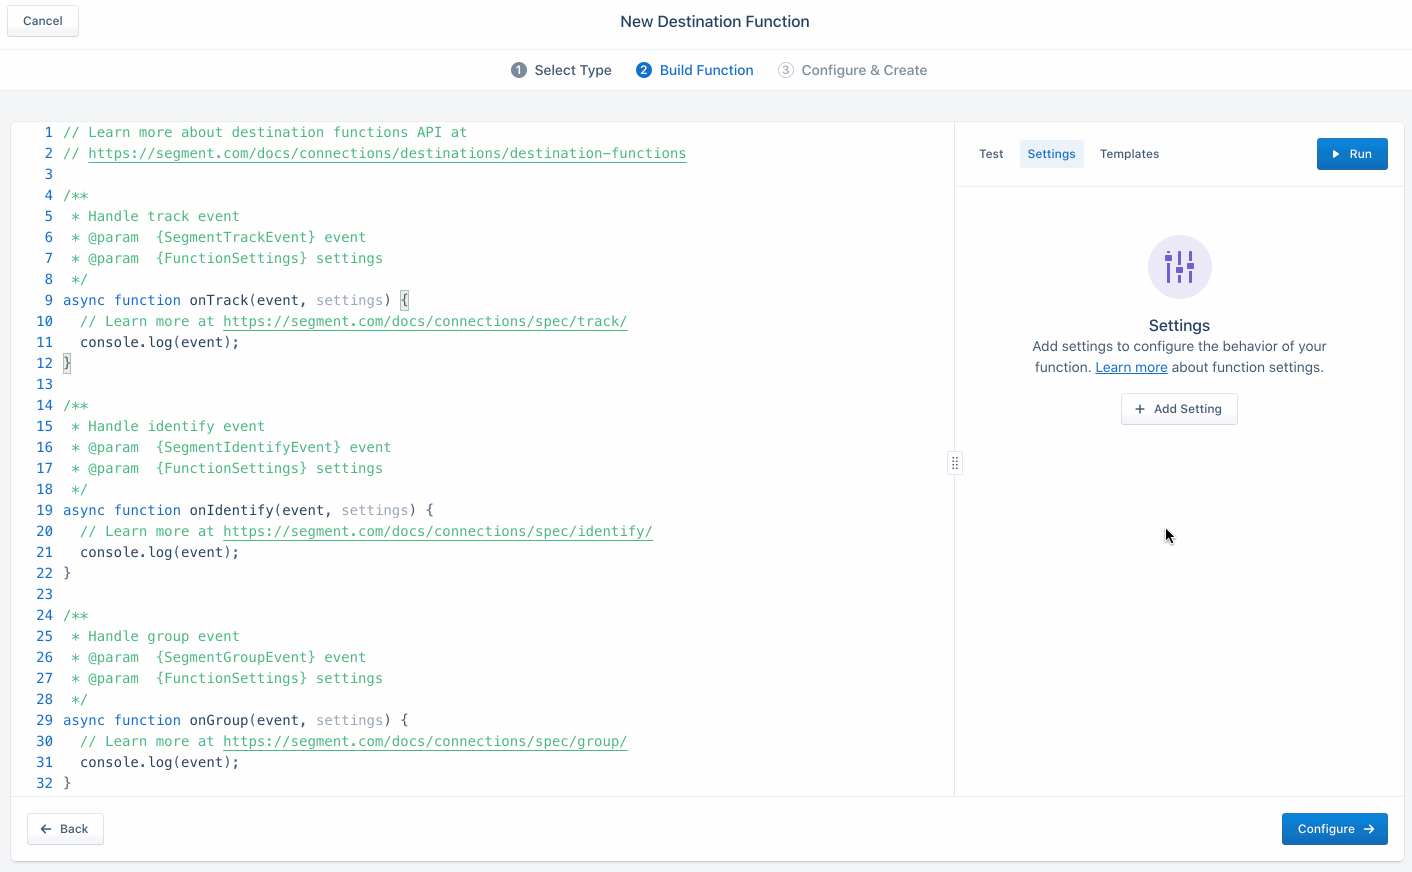 Cancel
New Destination Function
1 Select Type 2 Build Function 3 Configure & Create
1 // Learn more about destination functions API at
2 // https://segment.com/docs/connections/destinations/destination-functions
3
4 /**
5 * Handle track event
6 * @param  {SegmentTrackEvent} event
7 * @param  {FunctionSettings} settings
8 */
9 async function onTrack(event, settings) {
10 // Learn more at https://segment.com/docs/connections/spec/track/
11 console.log(event);
12 }
13
14 /**
15 * Handle identify event
16 * @param  {SegmentIdentifyEvent} event
17 * @param  {FunctionSettings} settings
18 */
19 async function onIdentify(event, settings) {
20 // Learn more at https://segment.com/docs/connections/spec/identify/
21 console.log(event);
22 }
23
24 /**
25 * Handle group event
26 * @param  {SegmentGroupEvent} event
27 * @param  {FunctionSettings} settings
28 */
29 async function onGroup(event, settings) {
30 // Learn more at https://segment.com/docs/connections/spec/group/
31 console.log(event);
32 }
Test Settings Templates Run
Settings
Add settings to configure the behavior of your
function. Learn more about function settings.
+ Add Setting
← Back
Configure →